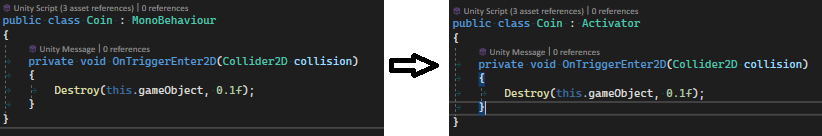 Unity Script (3 asset references) | 0 references
public class Coin : MonoBehaviour
{
Unity Message | 0 references
private void OnTriggerEnter2D(Collider2D collision)
{
Destroy(this.gameObject, 0.1f);
}
}
Unity Script (3 asset references) | 0 references
public class Coin : Activator
{
Unity Message | 0 references
private void OnTriggerEnter2D(Collider2D collision)
{
Destroy(this.gameObject, 0.1f);
}
}